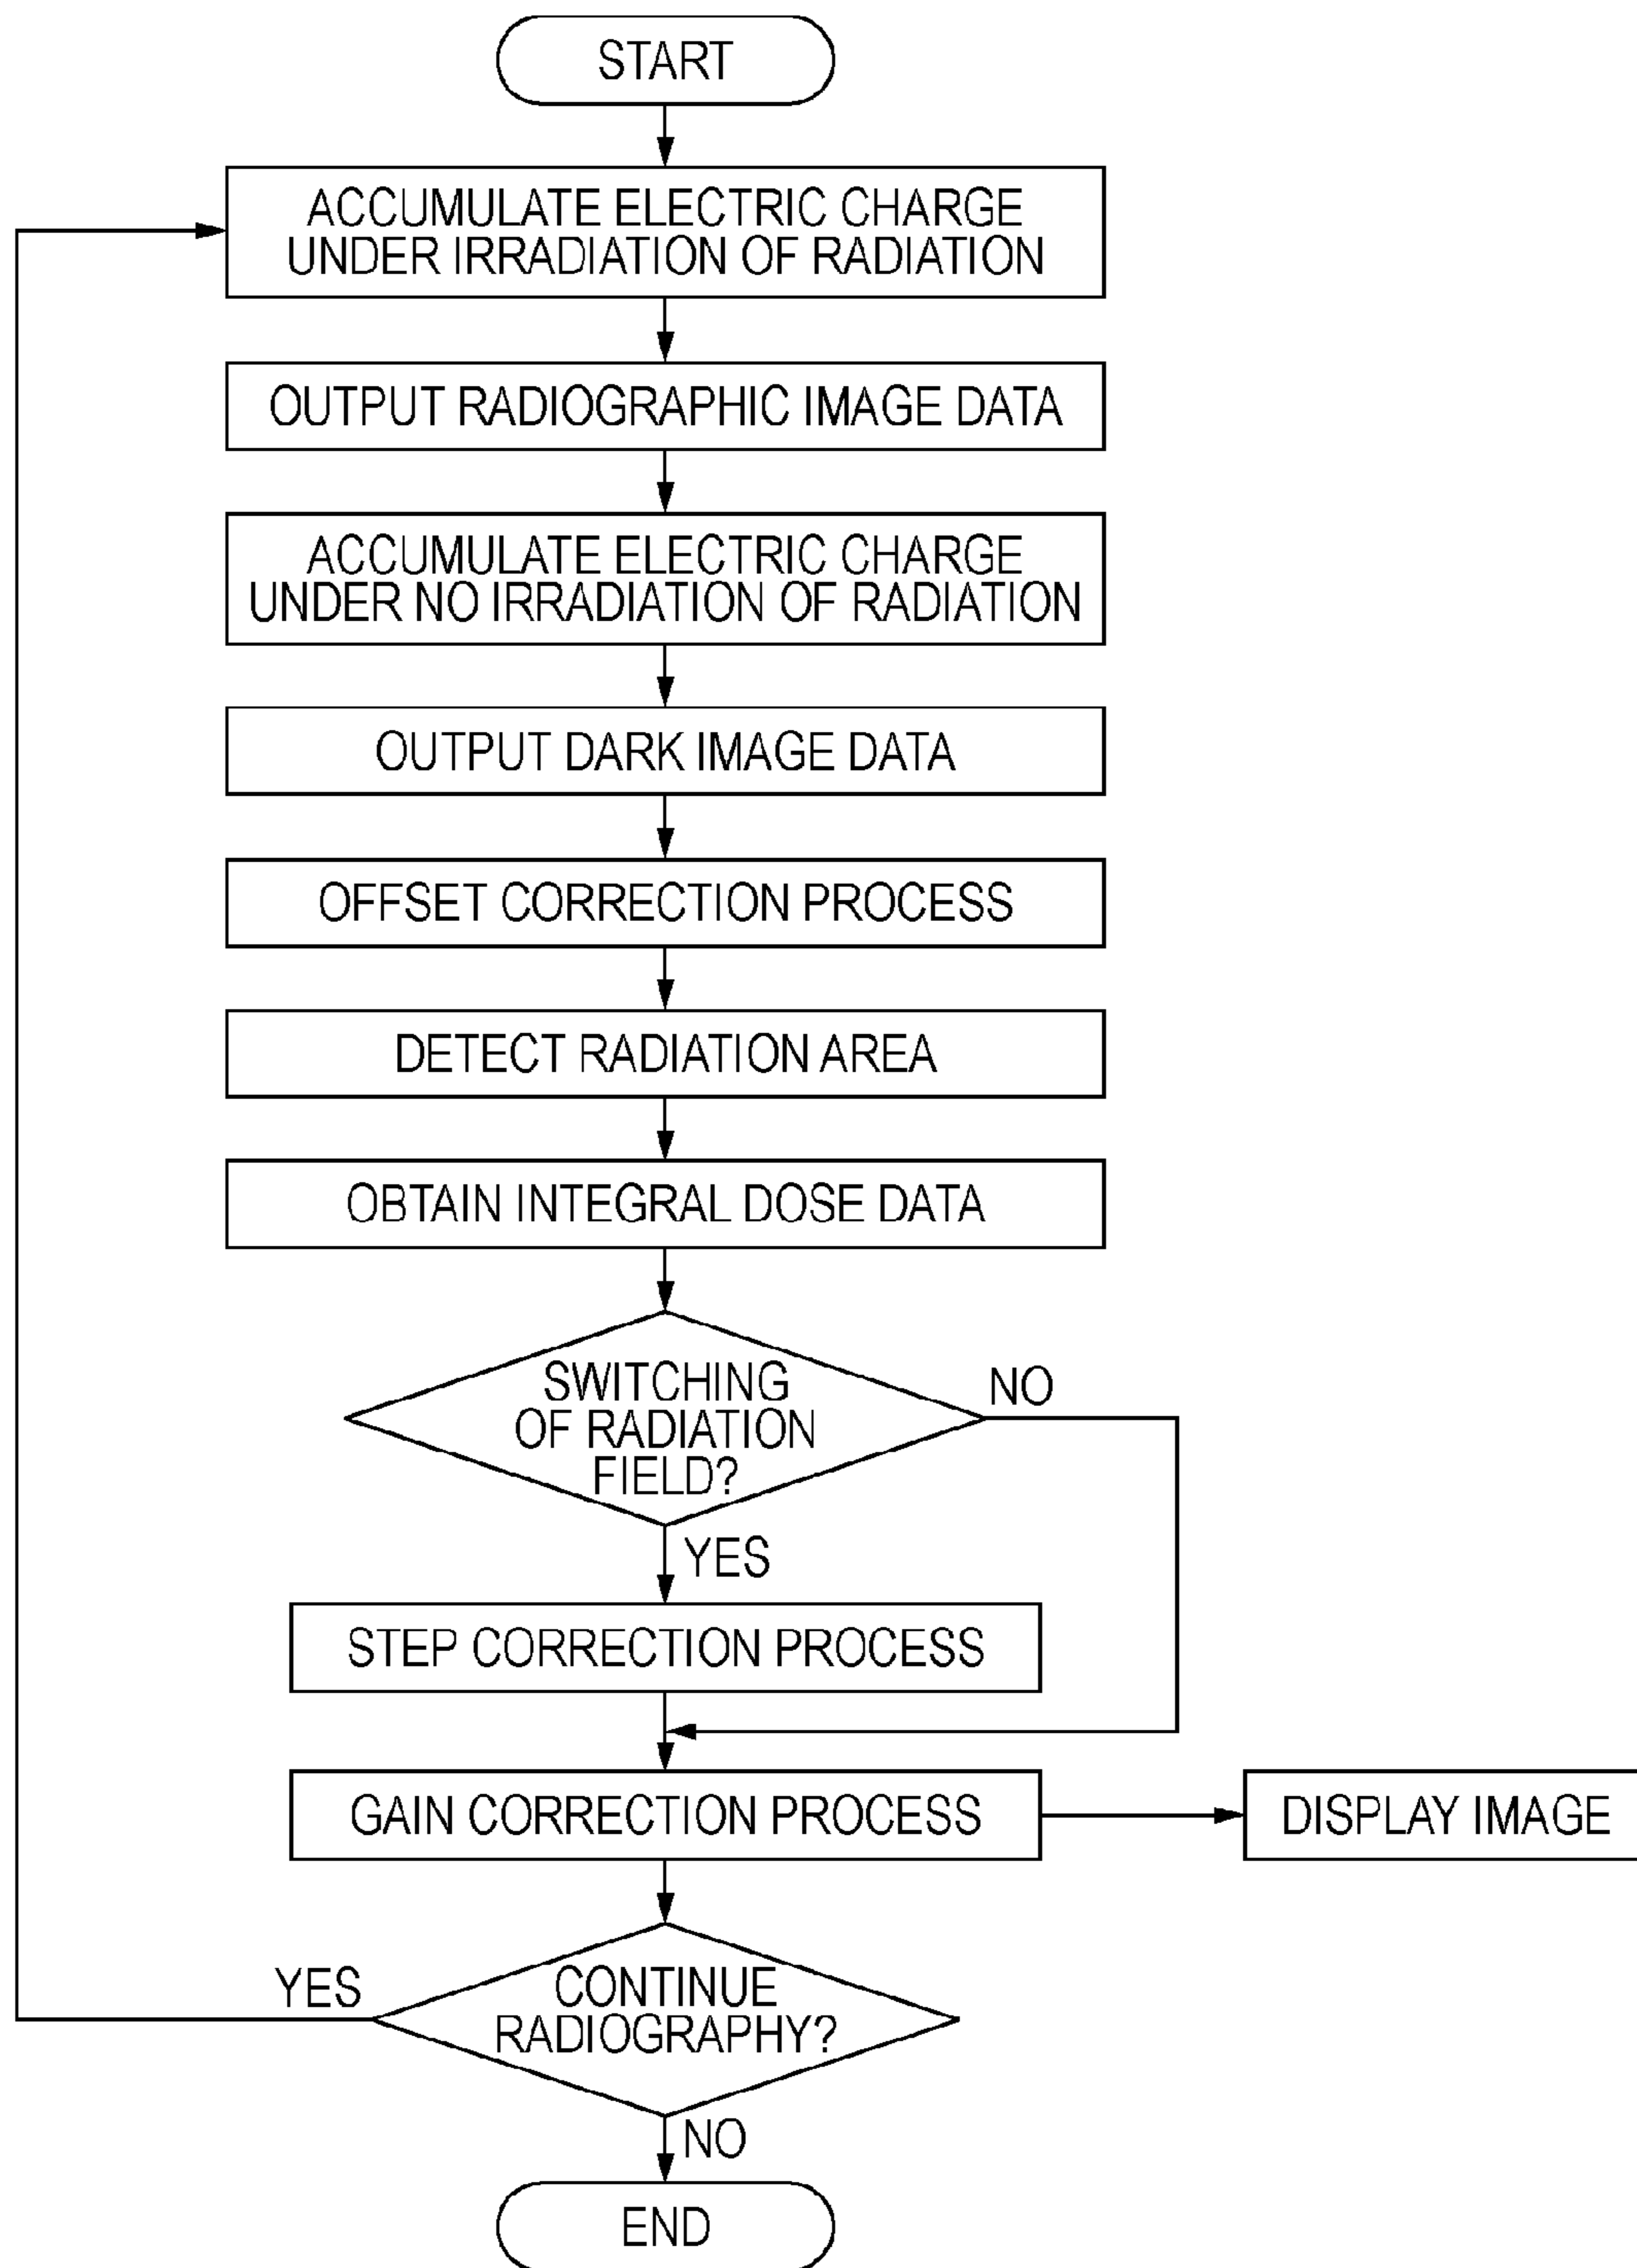 START
ACCUMULATE ELECTRIC CHARGE
UNDER IRRADIATION OF RADIATION
OUTPUT RADIOGRAPHIC IMAGE DATA
ACCUMULATE ELECTRIC CHARGE
UNDER NO IRRADIATION OF RADIATION
OUTPUT DARK IMAGE DATA
OFFSET CORRECTION PROCESS
DETECT RADIATION AREA
OBTAIN INTEGRAL DOSE DATA
SWITCHING
OF RADIATION
FIELD?
NO
YES
STEP CORRECTION PROCESS
GAIN CORRECTION PROCESS
DISPLAY IMAGE
YES
CONTINUE
RADIOGRAPHY?
NO
END